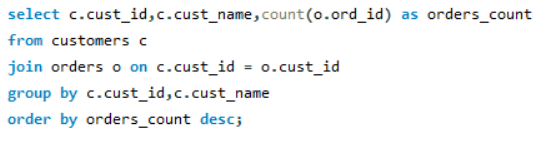 select c.cust_id,c.cust_name,count(o.ord_id) as orders_count
from customers c
join orders o on c.cust_id = o.cust_id
group by c.cust_id,c.cust_name
order by orders_count desc;